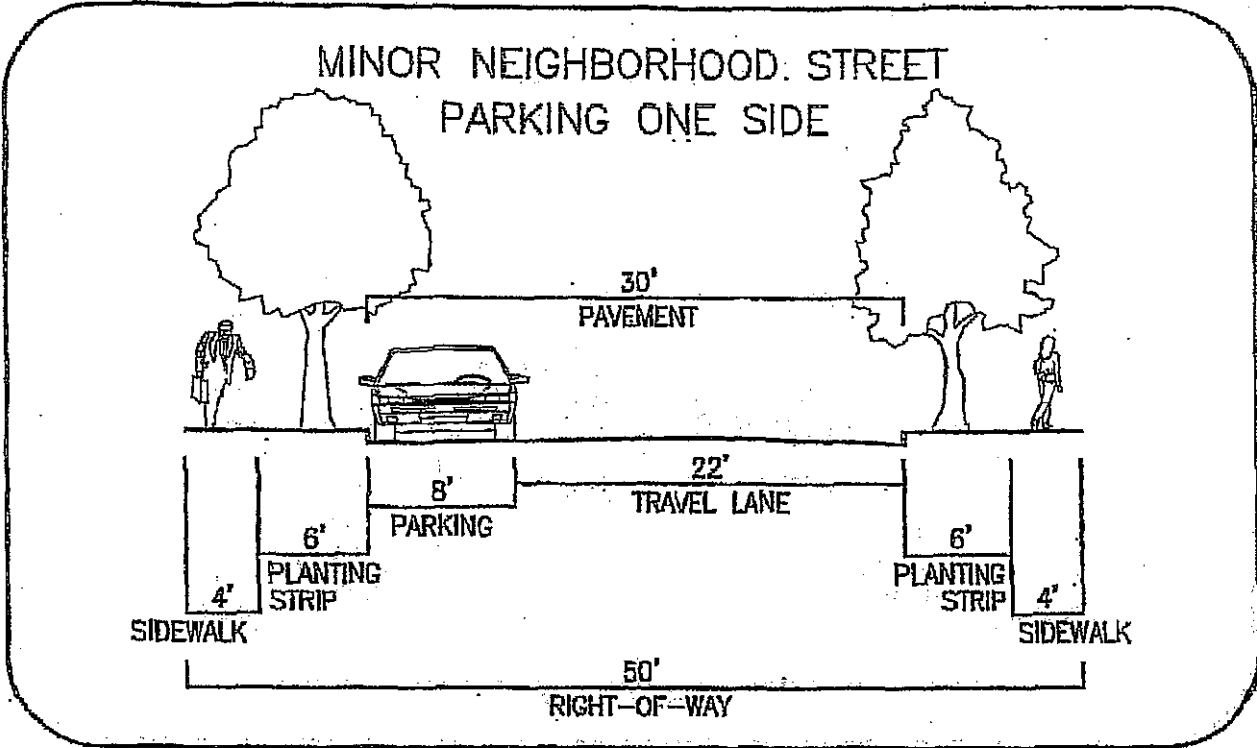 MINOR NEIGHBORHOOD. STREET
PARKING ONE SIDE
30'
PAVEMENT
22'
TRAVEL LANE
8'
PARKING
6'
PLANTING
STRIP
6'
PLANTING
STRIP
4'
SIDEWALK
4'
SIDEWALK
50'
RIGHT-OF-WAY